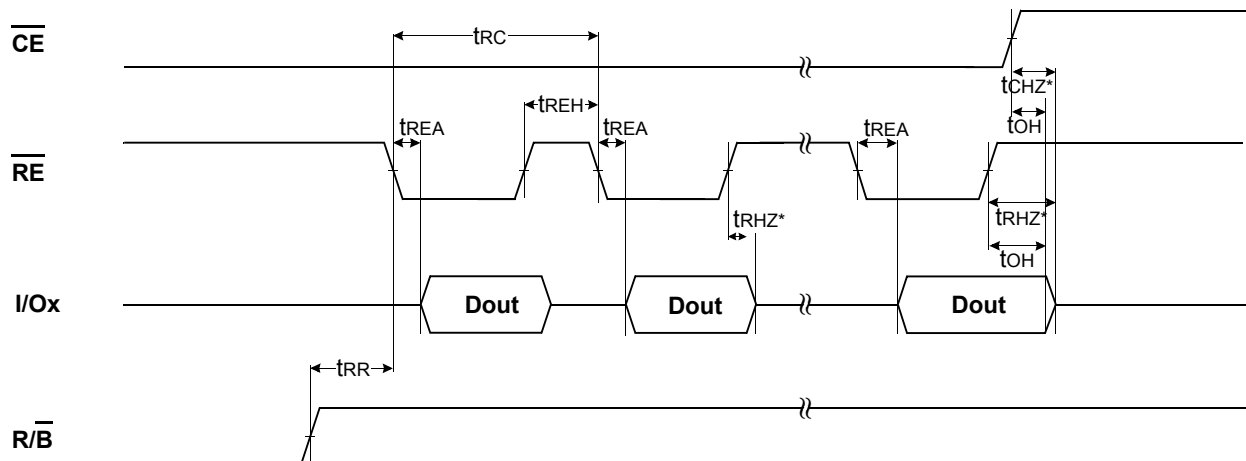 CE
tRC
tCHZ*
tREH
tREA
tREA
tREA
tOH
RE
tRHZ*
tRHZ*
tOH
I/Ox
Dout
Dout
Dout
tRR
R/B